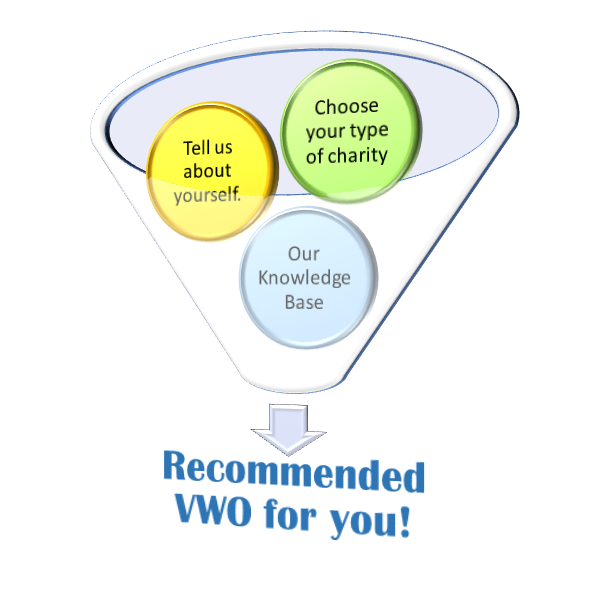 Choose
your type
of charity
Tell us
about
yourself.
Our
Knowledge
Base
Recommended
VWO for you!